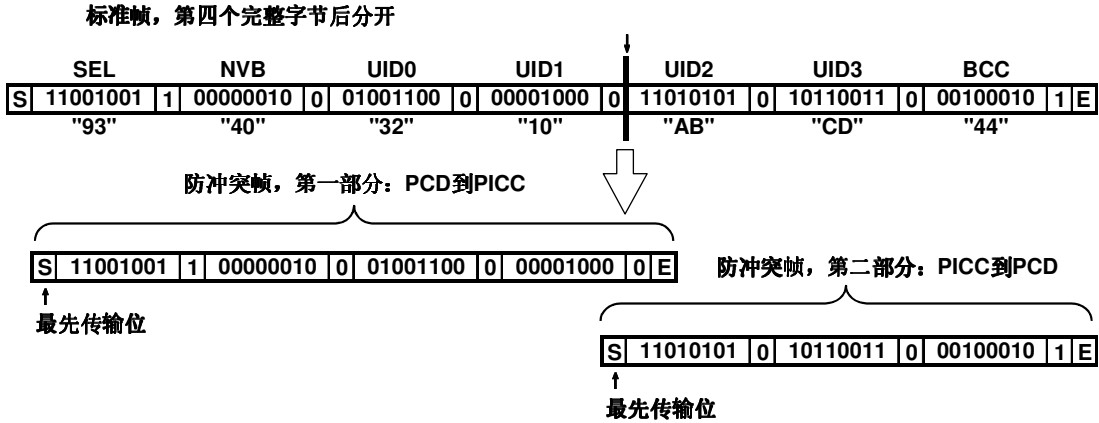 标准帧，第四个完整字节后分开
SEL NVB UID0 UID1 UID2 UID3 BCC
S 11001001 1 00000010 0 01001100 0 00001000 0 11010101 0 10110011 0 00100010 1 E
"93" "40" "32" "10" "AB" "CD" "44"
防冲突帧，第一部分：PCD到PICC
S 11001001 1 00000010 0 01001100 0 00001000 0 E
最先传输位
防冲突帧，第二部分：PICC到PCD
S 11010101 0 10110011 0 00100010 1 E
最先传输位